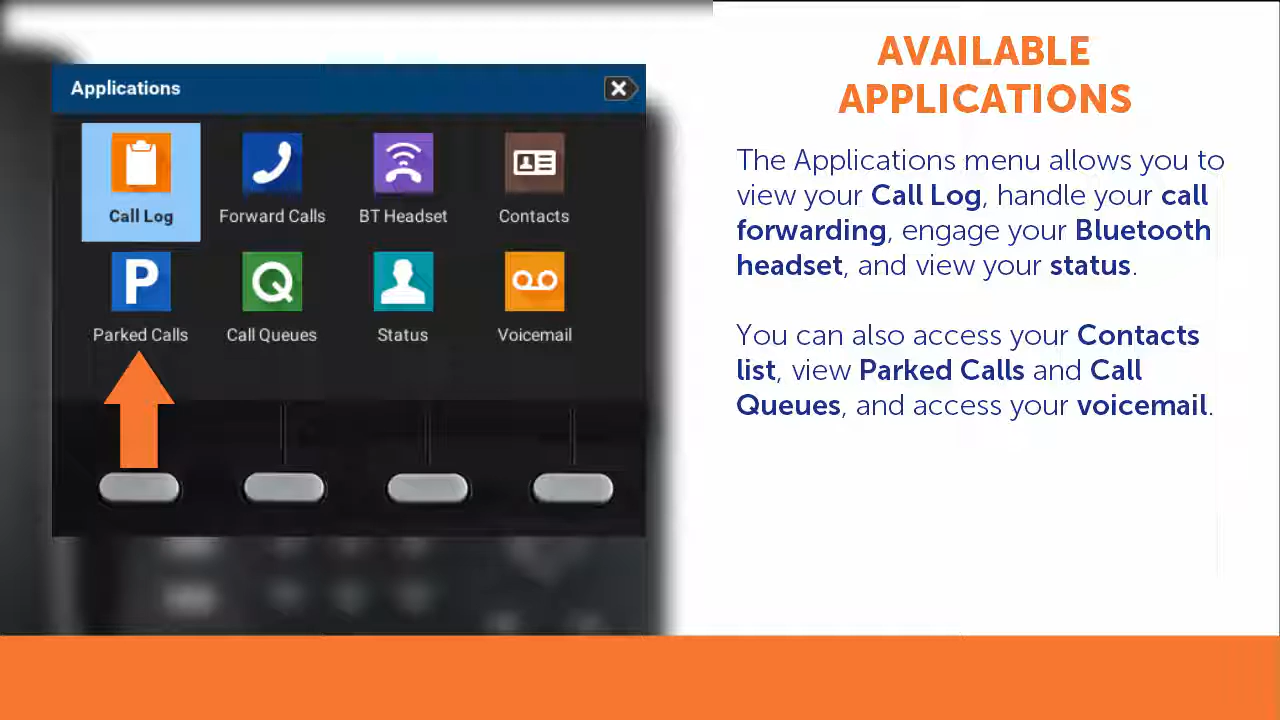 Applications
Call Log
Forward Calls
BT Headset
Contacts
P
Parked Calls
Q
Call Queues
Status
Voicemail
AVAILABLE
APPLICATIONS
The Applications menu allows you to
view your Call Log, handle your call
forwarding, engage your Bluetooth
headset, and view your status.
You can also access your Contacts
list, view Parked Calls and Call
Queues, and access your voicemail.